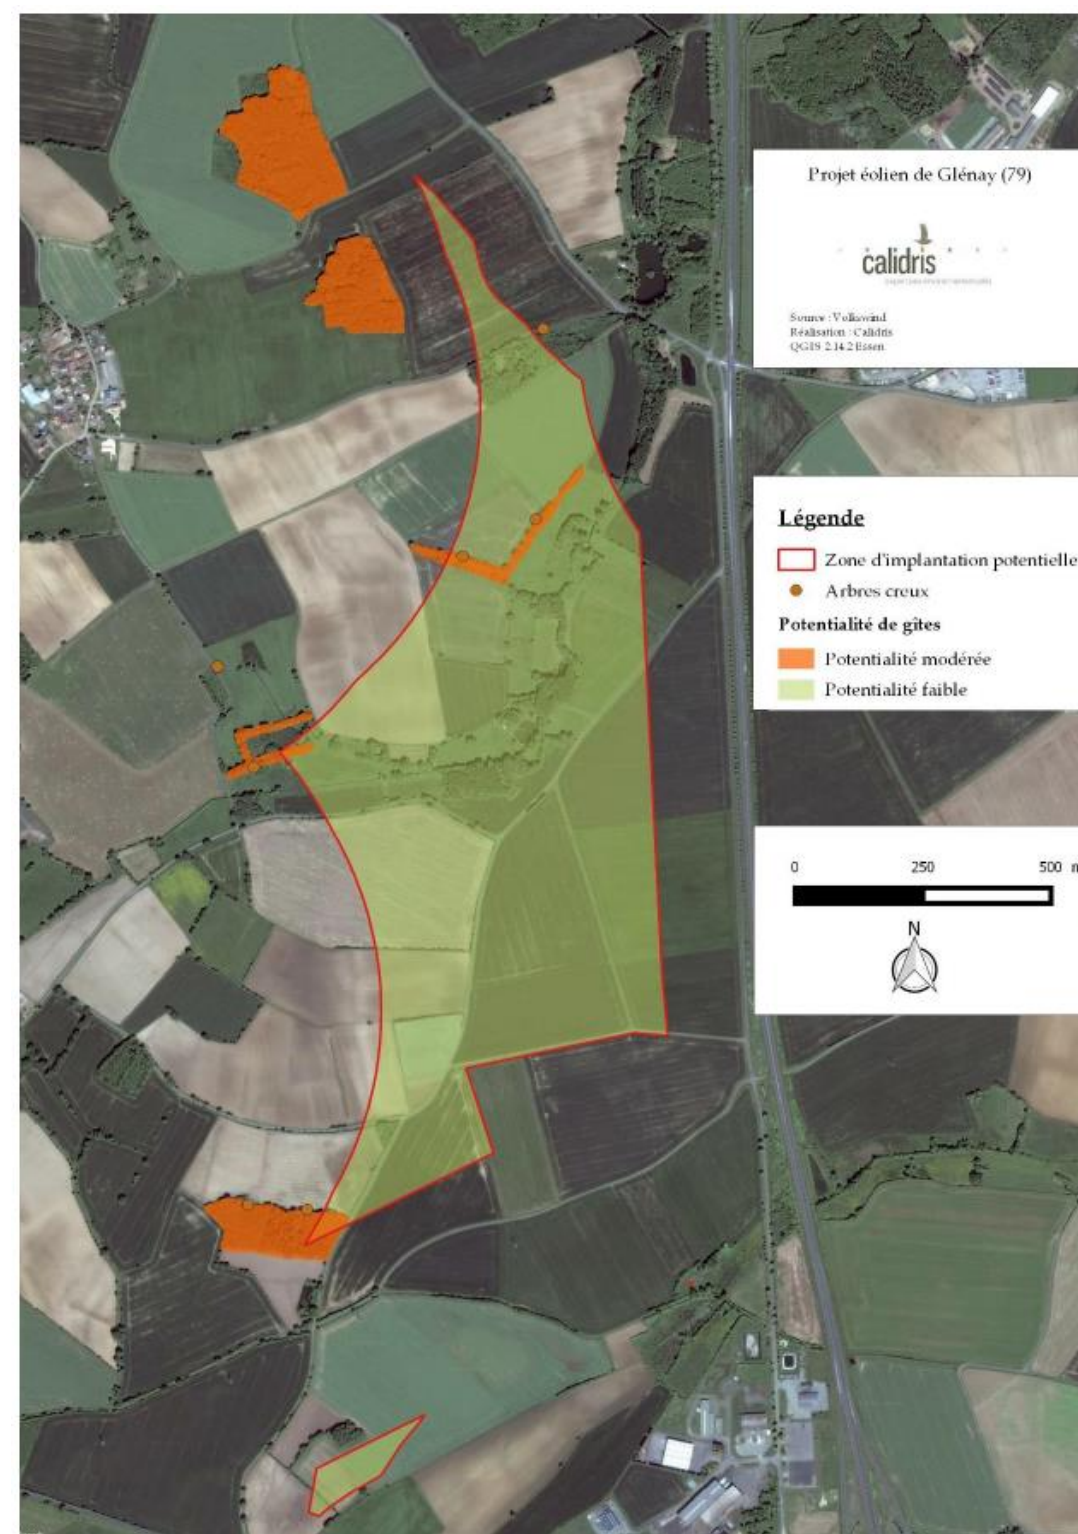 Projet éolien de Glénay (79)
calidris
Source : Volkswind
Réalisation : Calidris
QGIS 2.14.2 Essen
Légende
Zone d'implantation potentielle
Arbres creux
Potentialité de gîtes
Potentialité modérée
Potentialité faible
0 250 500 m
N